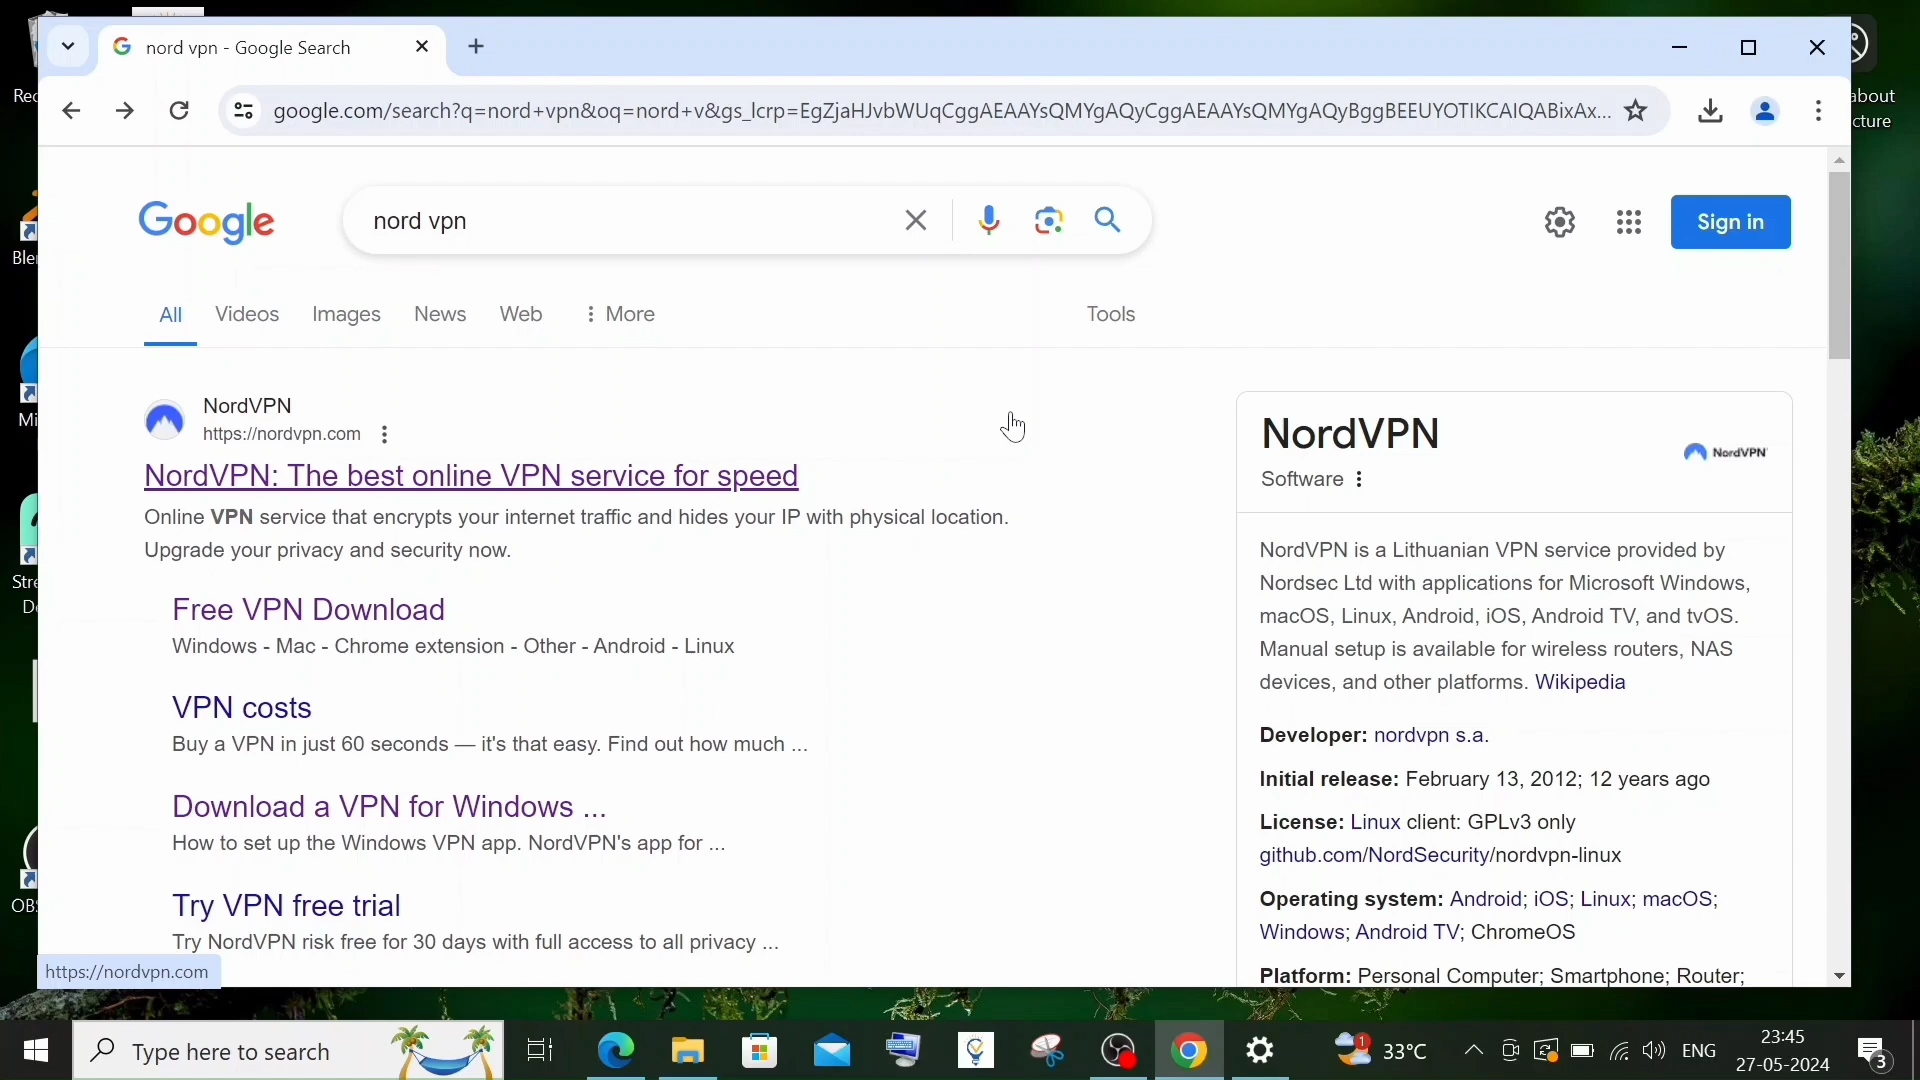 nord vpn - Google Search
google.com/search?q=nord+vpn&oq=nord+v&gs_lcrp=EgZjaHJvbWUqCggAEAAYsQMYgAQyCggAEAAYsQMYgAQyBggBEEUYOTIKCAIQABixAx...
Rec
about
cture
Google
nord vpn
Sign in
All
Videos
Images
News
Web
More
Tools
Ble
Mi
Stre
D
OBS
NordVPN
https://nordvpn.com
NordVPN: The best online VPN service for speed
Online VPN service that encrypts your internet traffic and hides your IP with physical location.
Upgrade your privacy and security now.
Free VPN Download
Windows - Mac - Chrome extension - Other - Android - Linux
VPN costs
Buy a VPN in just 60 seconds — it's that easy. Find out how much ...
Download a VPN for Windows ...
How to set up the Windows VPN app. NordVPN's app for ...
Try VPN free trial
Try NordVPN risk free for 30 days with full access to all privacy ...
https://nordvpn.com
NordVPN
NordVPN
Software
NordVPN is a Lithuanian VPN service provided by
Nordsec Ltd with applications for Microsoft Windows,
macOS, Linux, Android, iOS, Android TV, and tvOS.
Manual setup is available for wireless routers, NAS
devices, and other platforms. Wikipedia
Developer: nordvpn s.a.
Initial release: February 13, 2012; 12 years ago
License: Linux client: GPLv3 only
github.com/NordSecurity/nordvpn-linux
Operating system: Android; iOS; Linux; macOS;
Windows; Android TV; ChromeOS
Platform: Personal Computer; Smartphone; Router;
Type here to search
1
33°C
ENG
23:45
27-05-2024
3